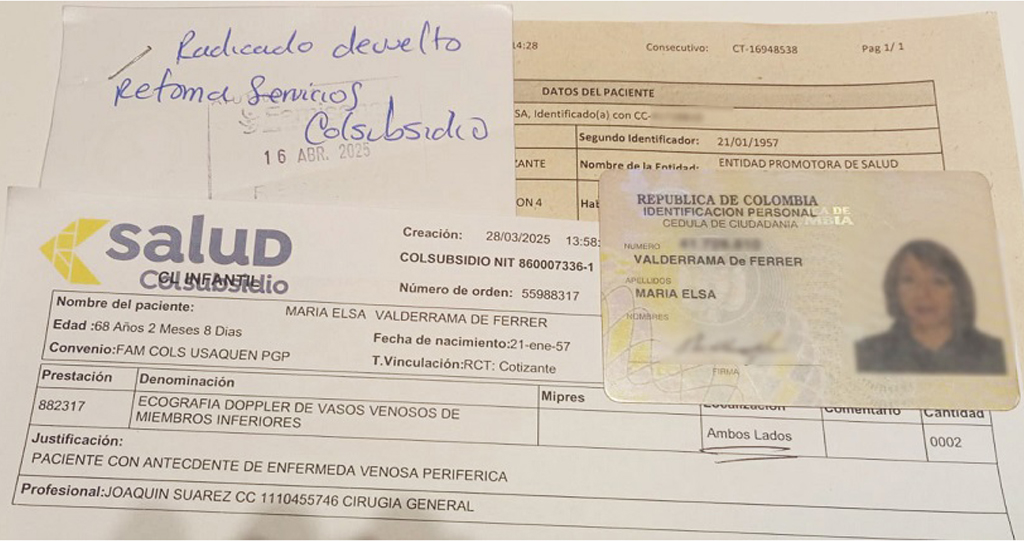 Radicado devuelto
Retoma Servicios
Colsubsidio
16 ABR. 2025
14:28 Consecutivo: CT-16948538 Pag 1/ 1
DATOS DEL PACIENTE
SA, Identificado(a) con CC-
Segundo Identificador: 21/01/1957
ANTE Nombre de la Entidad: ENTIDAD PROMOTORA DE SALUD
ON 4 Hab
REPUBLICA DE COLOMBIA
IDENTIFICACION PERSONAL
CEDULA DE CIUDADANIA
NUMERO
VALDERRAMA De FERRER
APELLIDOS
MARIA ELSA
NOMBRES
FIRMA
salud
Colsubsidio
CL INFANTIL
Creación: 28/03/2025 13:58:
COLSUBSIDIO NIT 860007336-1
Número de orden: 55988317
Nombre del paciente: MARIA ELSA VALDERRAMA DE FERRER
Edad :68 Años 2 Meses 8 Dias Fecha de nacimiento:21-ene-57
Convenio:FAM COLS USAQUEN PGP T.Vinculación:RCT: Cotizante
Prestación Denominación Mipres Localización Comentario Cantidad
882317 ECOGRAFIA DOPPLER DE VASOS VENOSOS DE
MIEMBROS INFERIORES Ambos Lados 0002
Justificación:
PACIENTE CON ANTECDENTE DE ENFERMEDA VENOSA PERIFERICA
Profesional:JOAQUIN SUAREZ CC 1110455746 CIRUGIA GENERAL